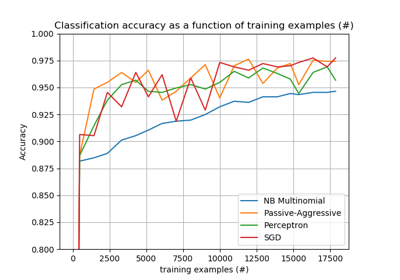 Classification accuracy as a function of training examples (#)
1.000
0.975
0.950
0.925
0.900
0.875
0.850
0.825
0.800
Accuracy
NB Multinomial
Passive-Aggressive
Perceptron
SGD
0 2500 5000 7500 10000 12500 15000 17500
training examples (#)